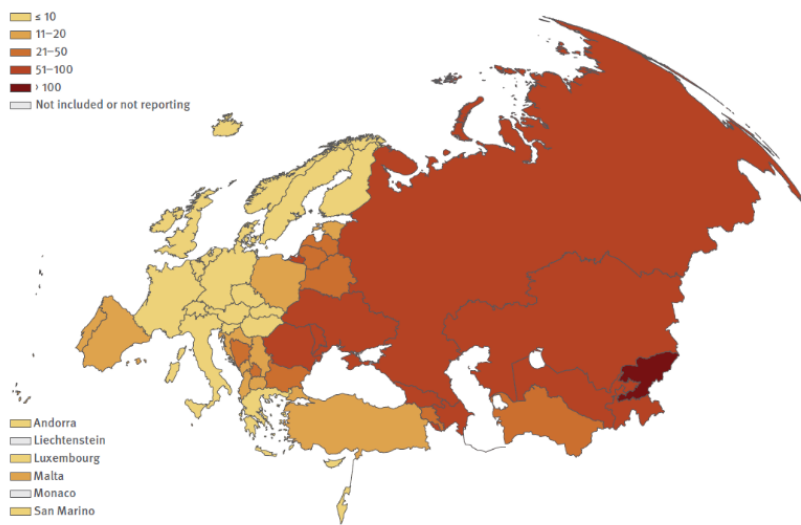 ≤ 10
11–20
21–50
51–100
› 100
Not included or not reporting
Andorra
Liechtenstein
Luxembourg
Malta
Monaco
San Marino